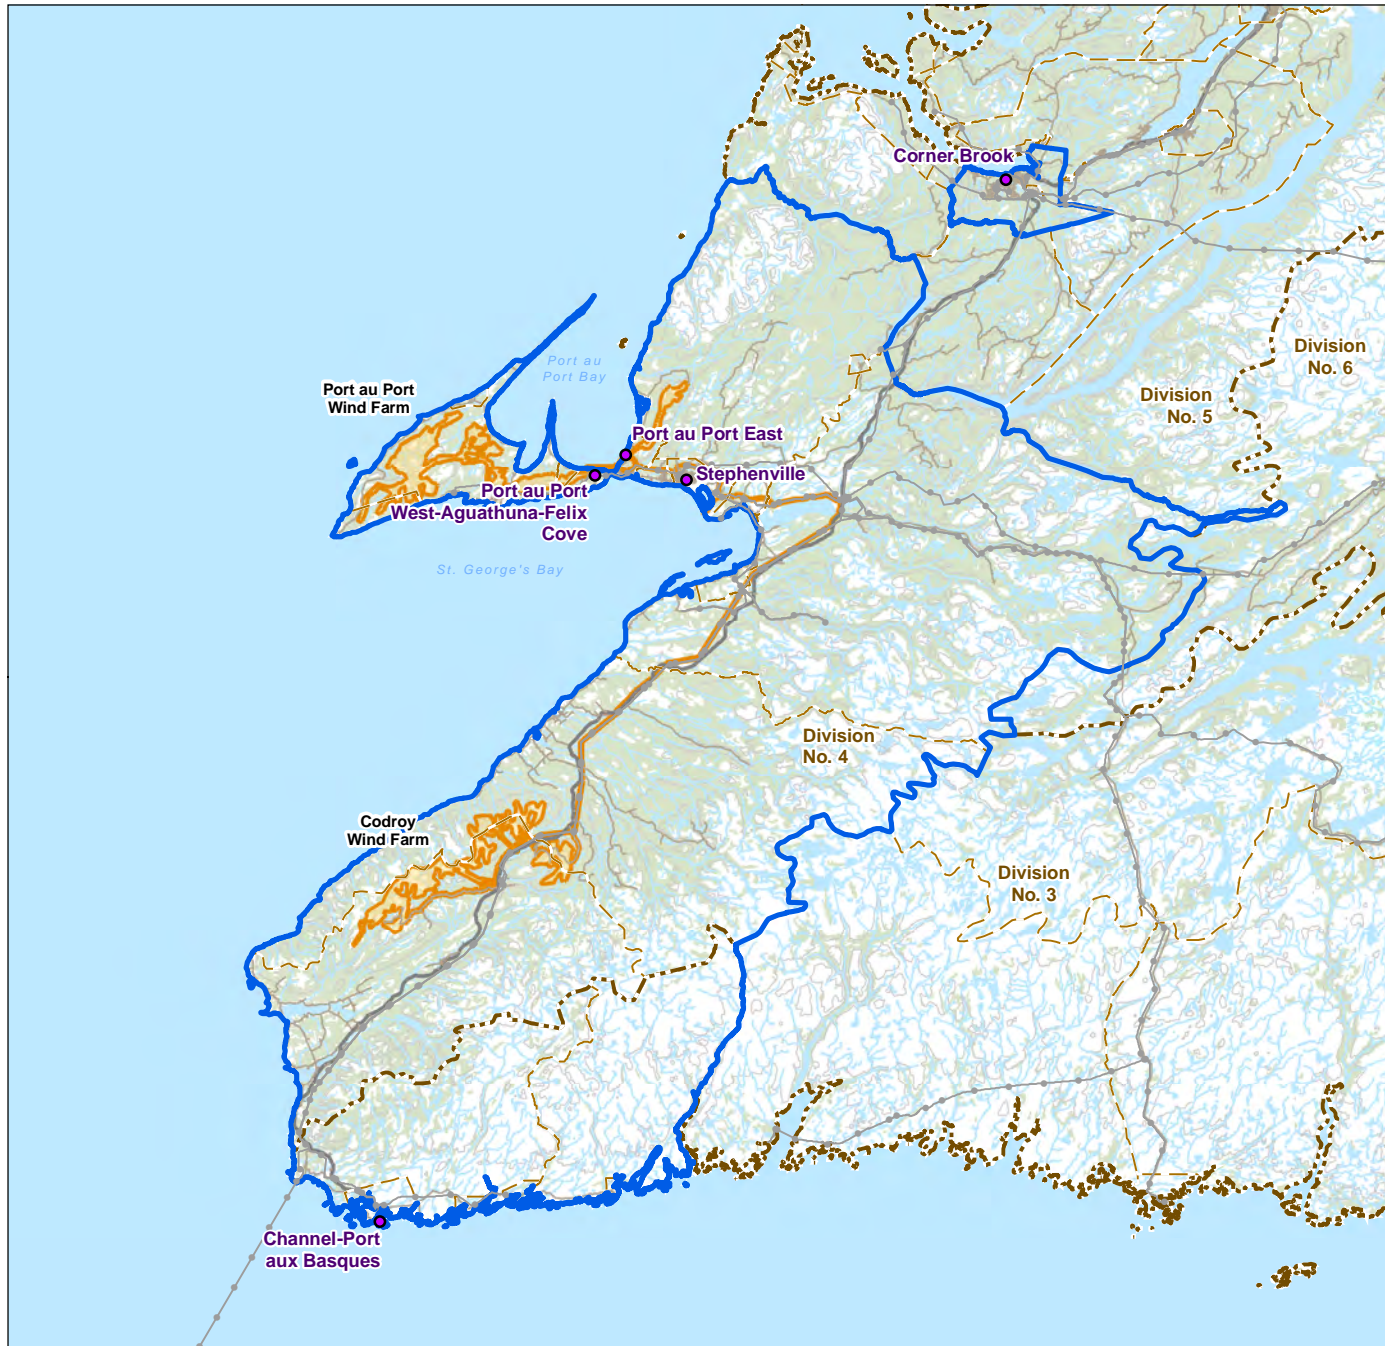 Corner Brook
Division
No. 6
Port au
Port Bay
Division
No. 5
Port au Port
Wind Farm
Port au Port East
Stephenville
Port au Port
West-Aguathuna-Felix
Cove
St. George's Bay
Division
No. 4
Codroy
Wind Farm
Division
No. 3
Channel-Port
aux Basques